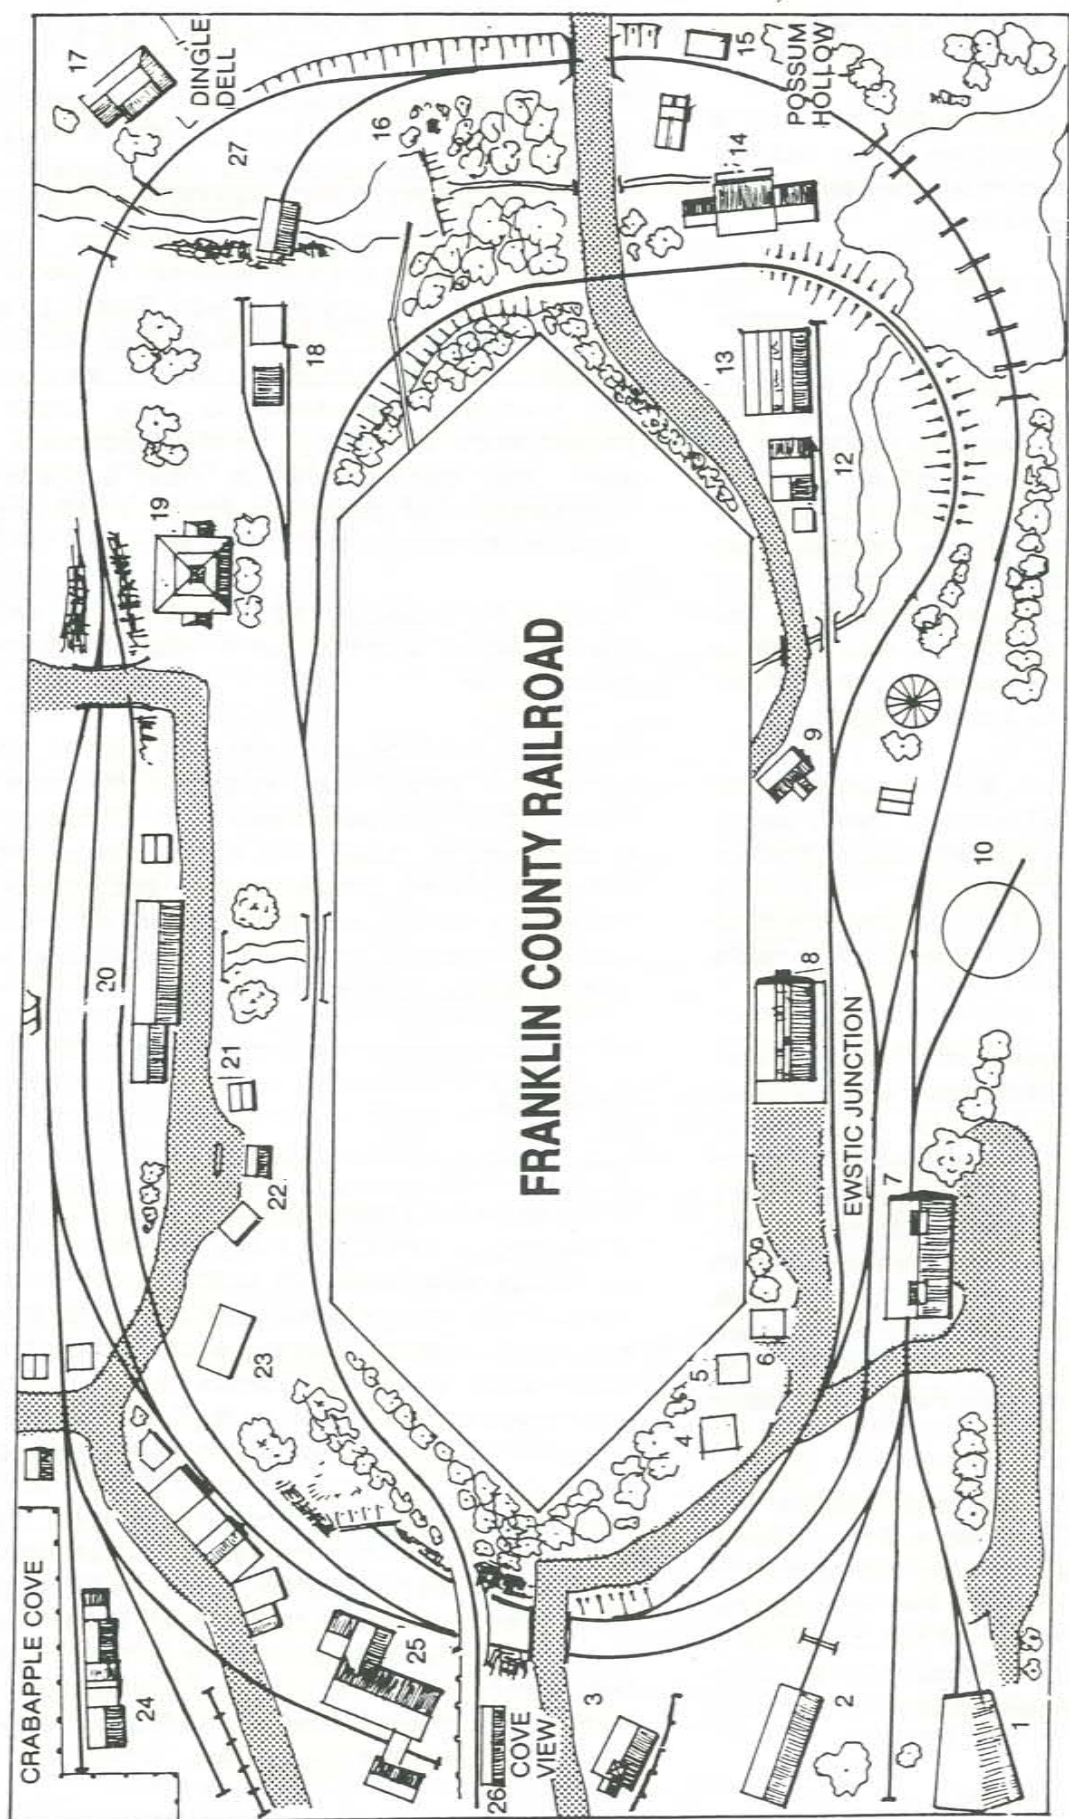 FRANKLIN COUNTY RAILROAD
17
DINGLE
DELL
27
16
15
POSSUM
HOLLOW
14
18
19
13
12
9
10
20
21
22
8
EWSTIC JUNCTION
7
23
6
5
4
CRABAPPLE COVE
24
25
26
COVE
VIEW
3
2
1